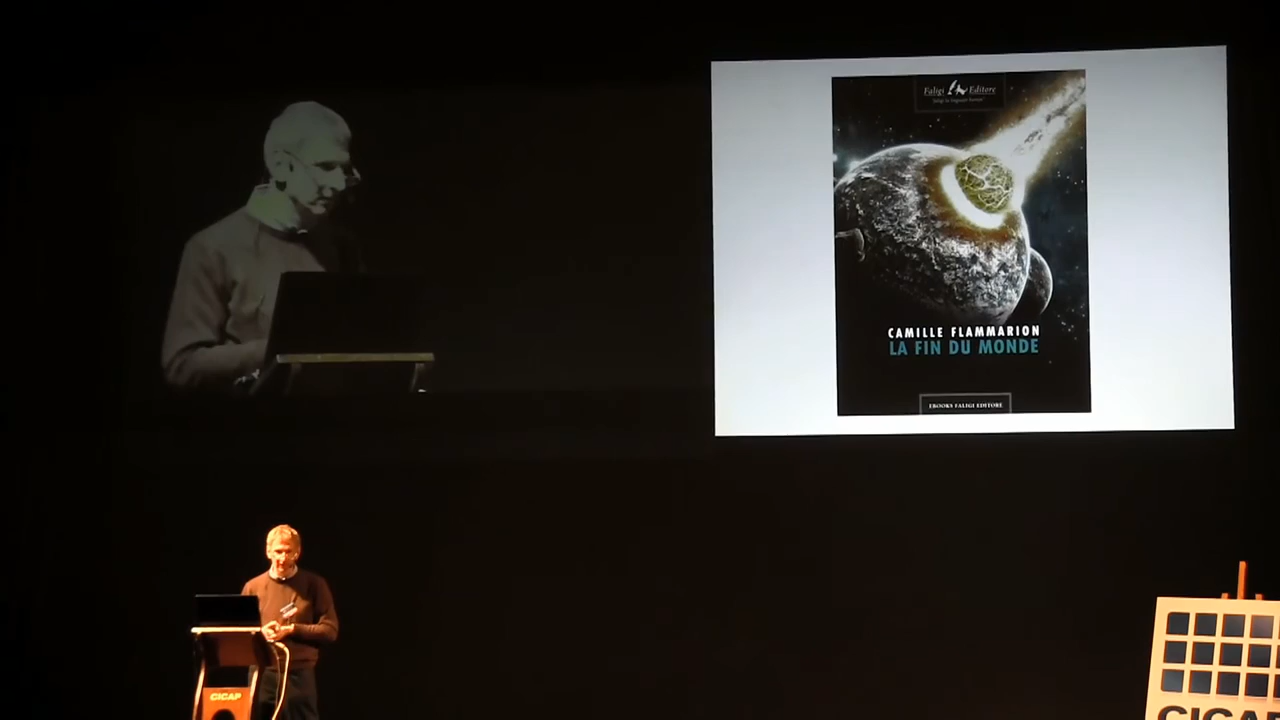 Faligi Editore
CAMILLE FLAMMARION
LA FIN DU MONDE
EBOOKS FALIGI EDITORE
CICAP
CICAP